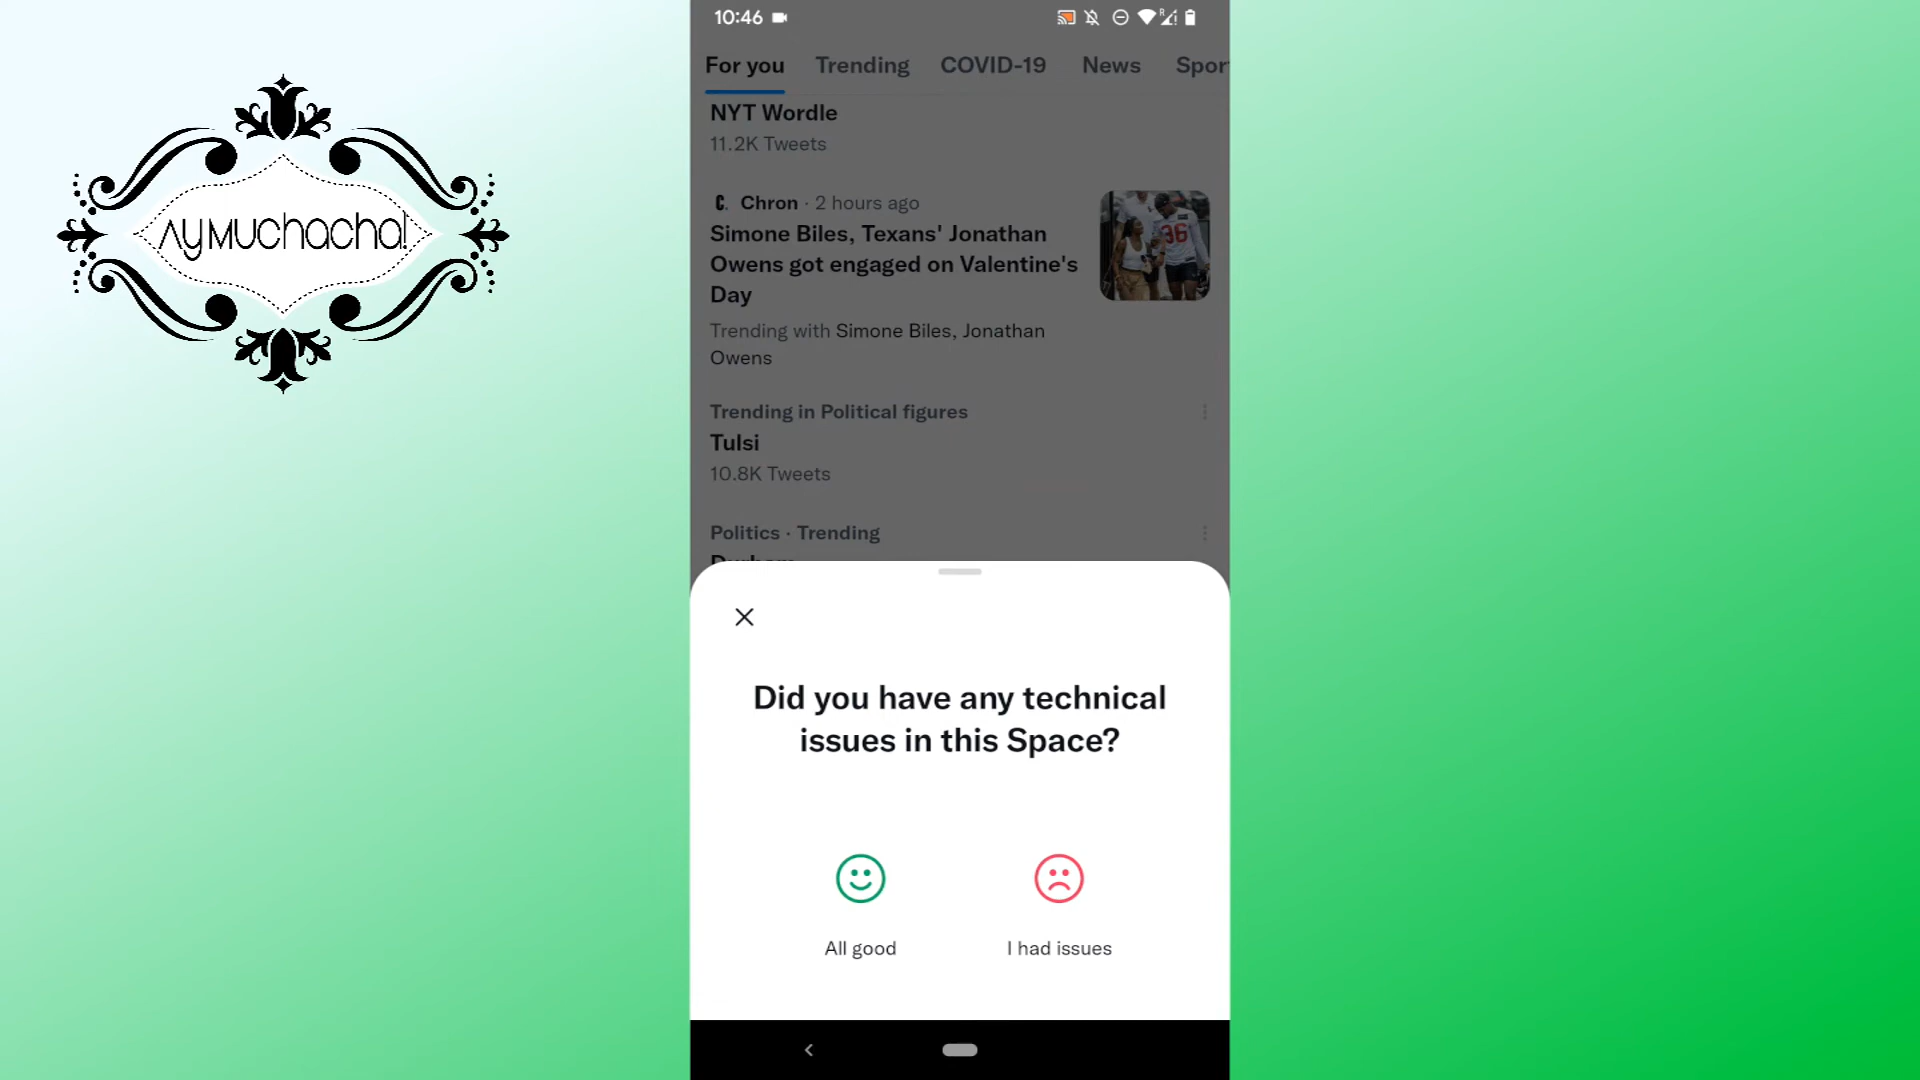 AyMuchacha!
10:46
For you Trending COVID-19 News Spor
NYT Wordle
11.2K Tweets
Chron · 2 hours ago
Simone Biles, Texans' Jonathan
Owens got engaged on Valentine's
Day
Trending with Simone Biles, Jonathan
Owens
Trending in Political figures
Tulsi
10.8K Tweets
Politics · Trending
Durham
Did you have any technical
issues in this Space?
All good I had issues